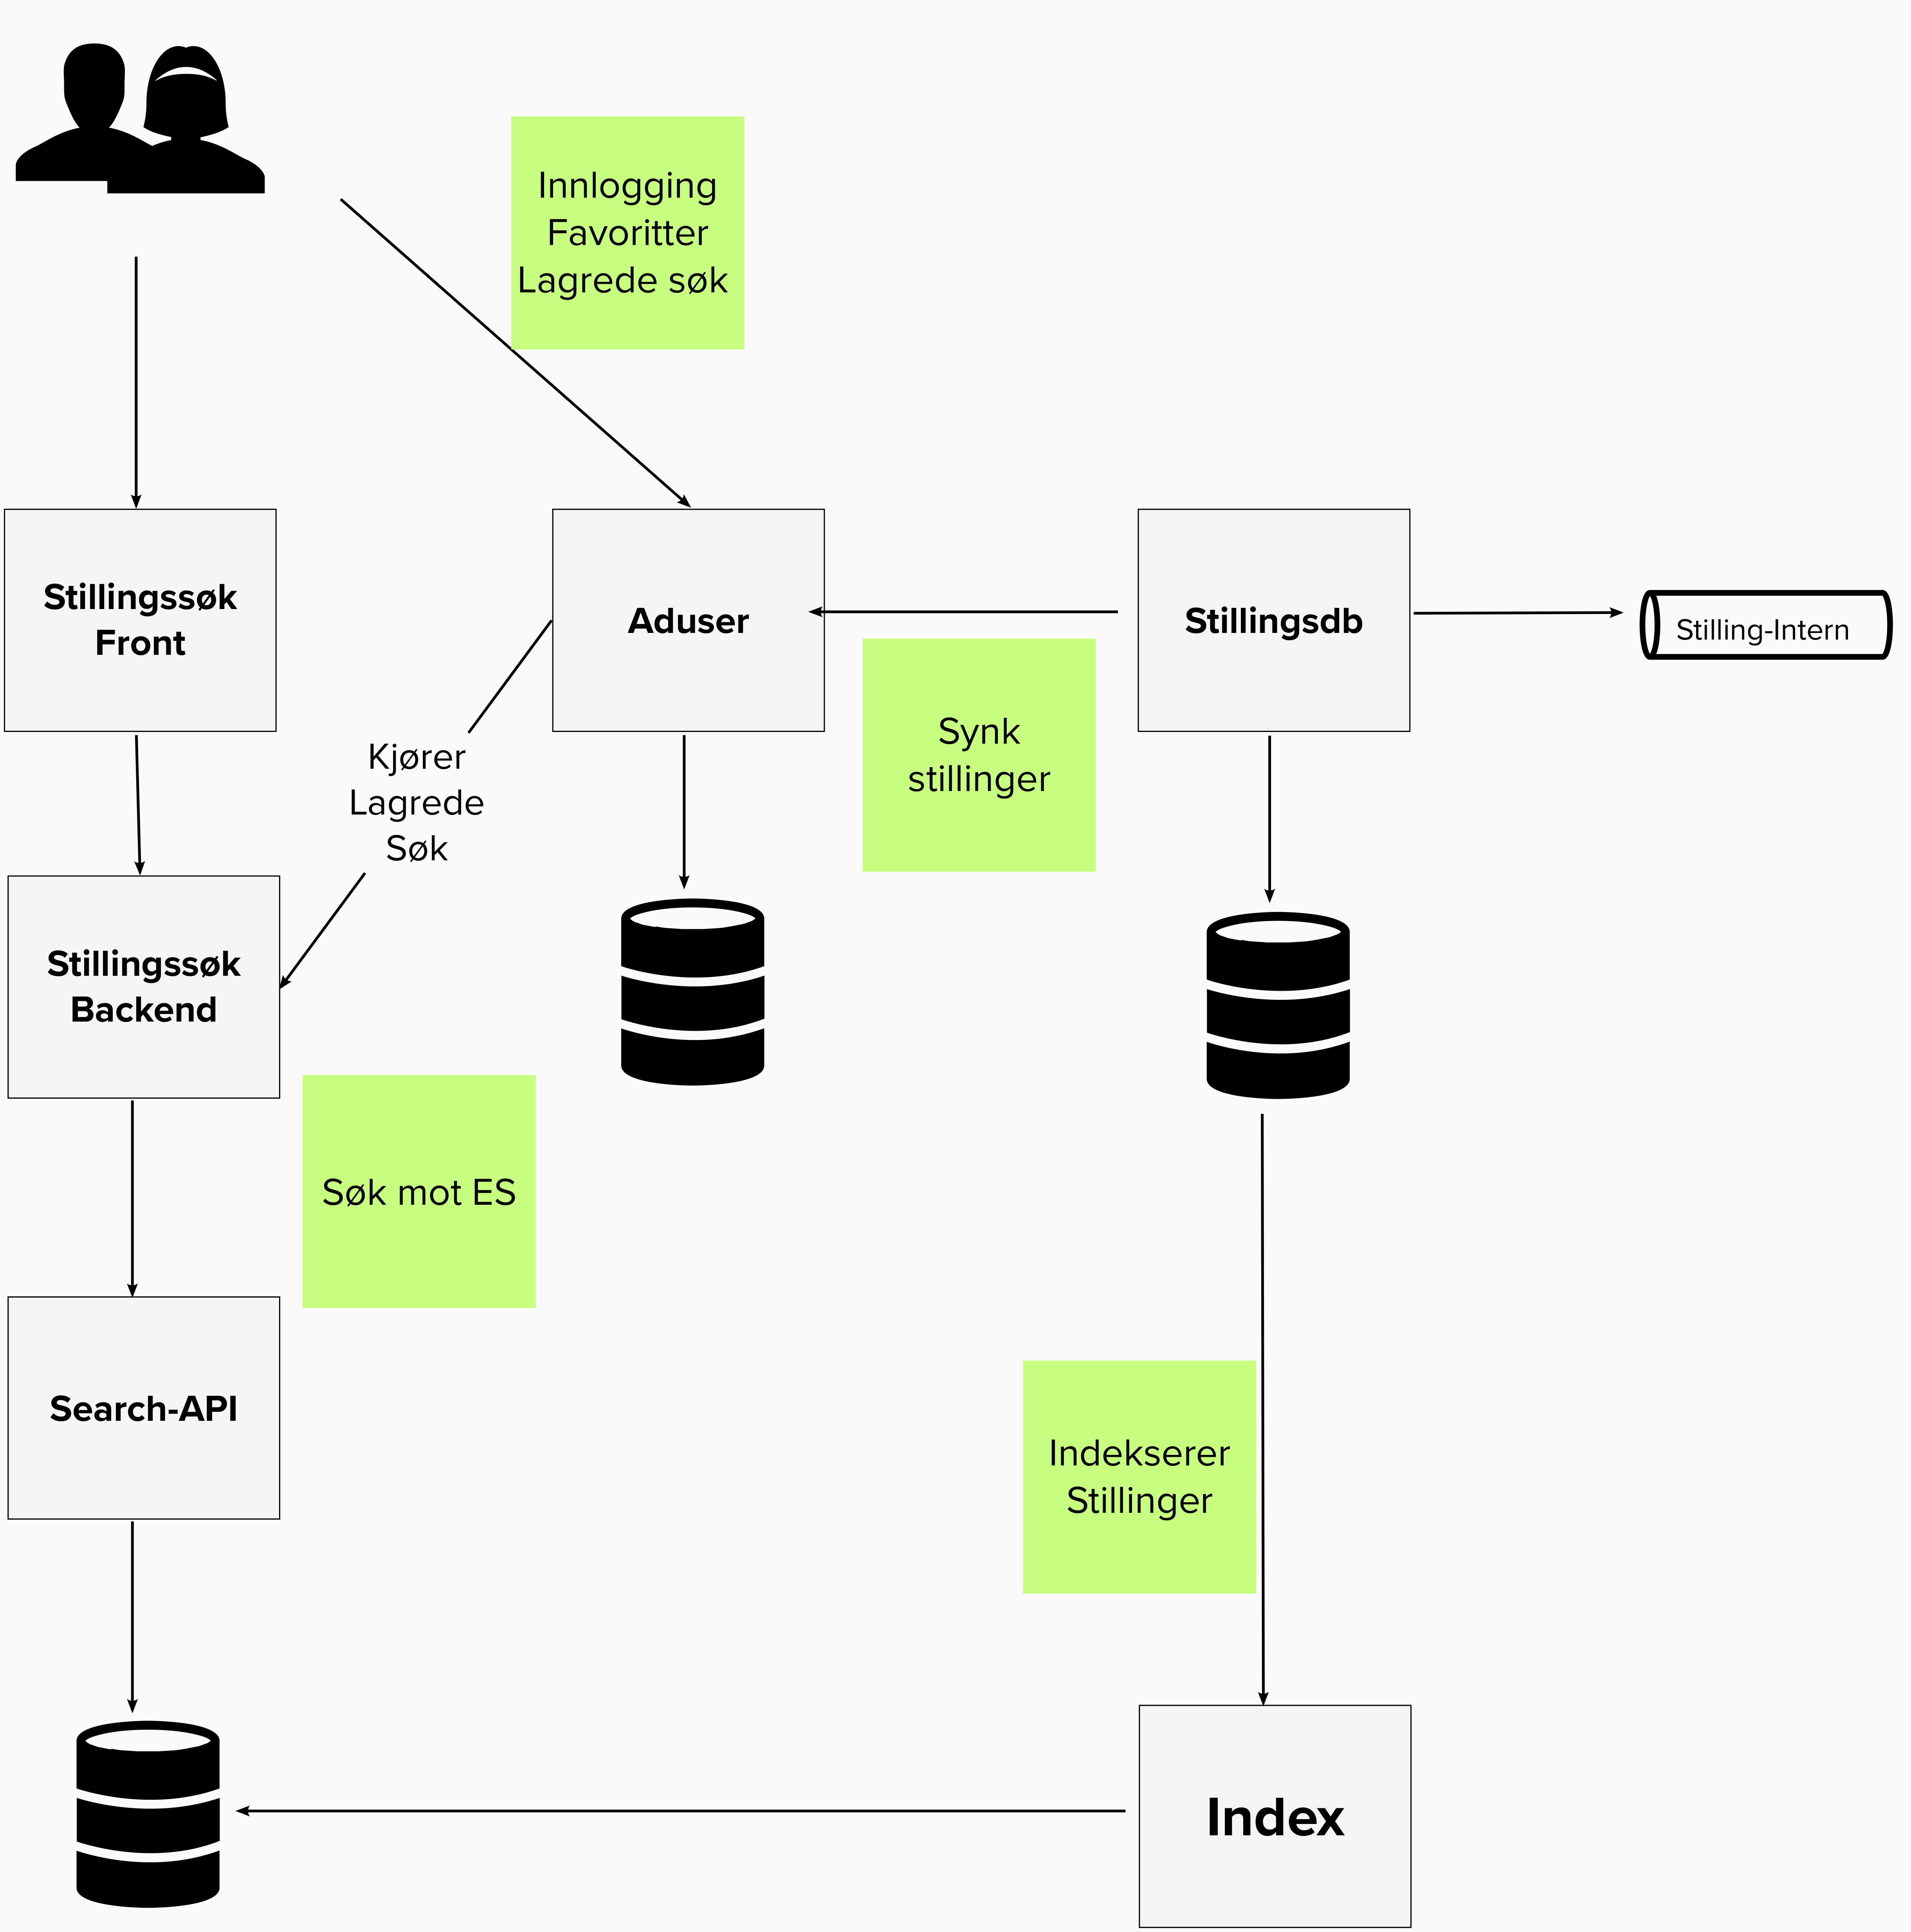 Innlogging
Favoritter
Lagrede søk
Stillingssøk
Front
Aduser
Stillingsdb
Stilling-Intern
Kjører
Lagrede
Søk
Synk
stillinger
Stillingssøk
Backend
Søk mot ES
Search-API
Indekserer
Stillinger
Index